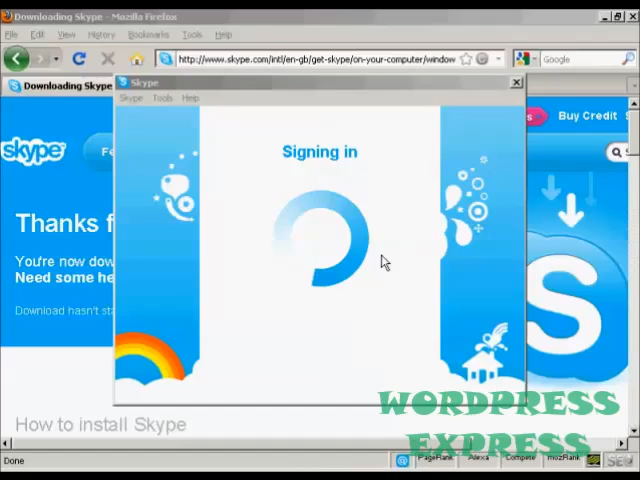 Downloading Skype - Mozilla Firefox
File Edit View History Bookmarks Tools Help
http://www.skype.com/intl/en-gb/get-skype/on-your-computer/window
Google
Downloading Skype
Skype
Skype Tools Help
Buy Credit
skype
Signing in
Thanks f
You're now dow
Need some he
Download hasn't sta
S
How to install Skype
WORDPRESS
EXPRESS
Done
PageRank Alexa Compete mozRank